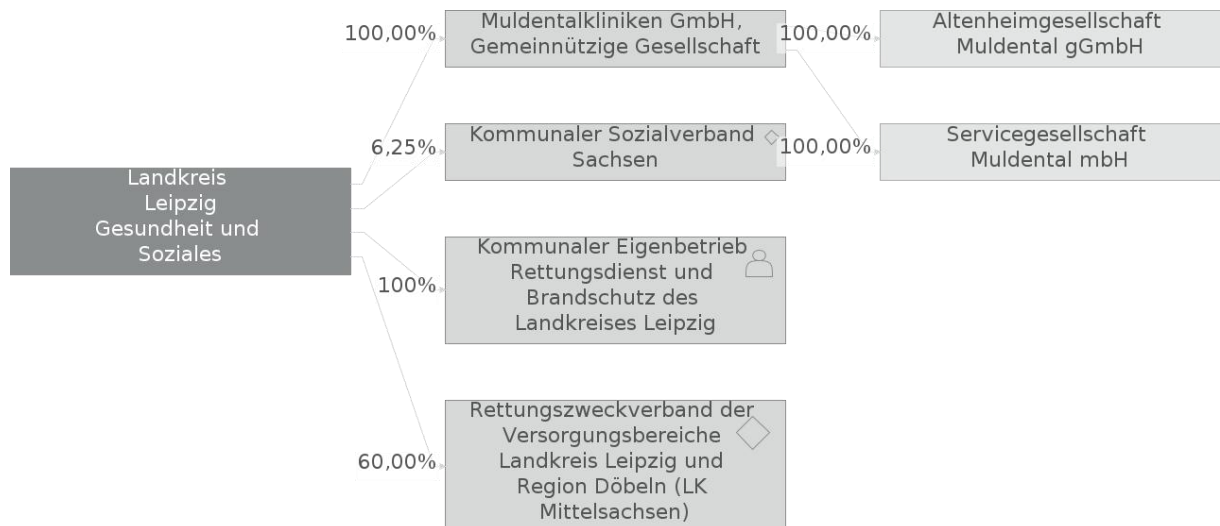 100,00%
Muldentalkliniken GmbH,
Gemeinnützige Gesellschaft
100,00%
Altenheimgesellschaft
Muldental gGmbH
6,25%
Kommunaler Sozialverband
Sachsen
100,00%
Servicegesellschaft
Muldental mbH
Landkreis
Leipzig
Gesundheit und
Soziales
100%
Kommunaler Eigenbetrieb
Rettungsdienst und
Brandschutz des
Landkreises Leipzig
60,00%
Rettungszweckverband der
Versorgungsbereiche
Landkreis Leipzig und
Region Döbeln (LK
Mittelsachsen)